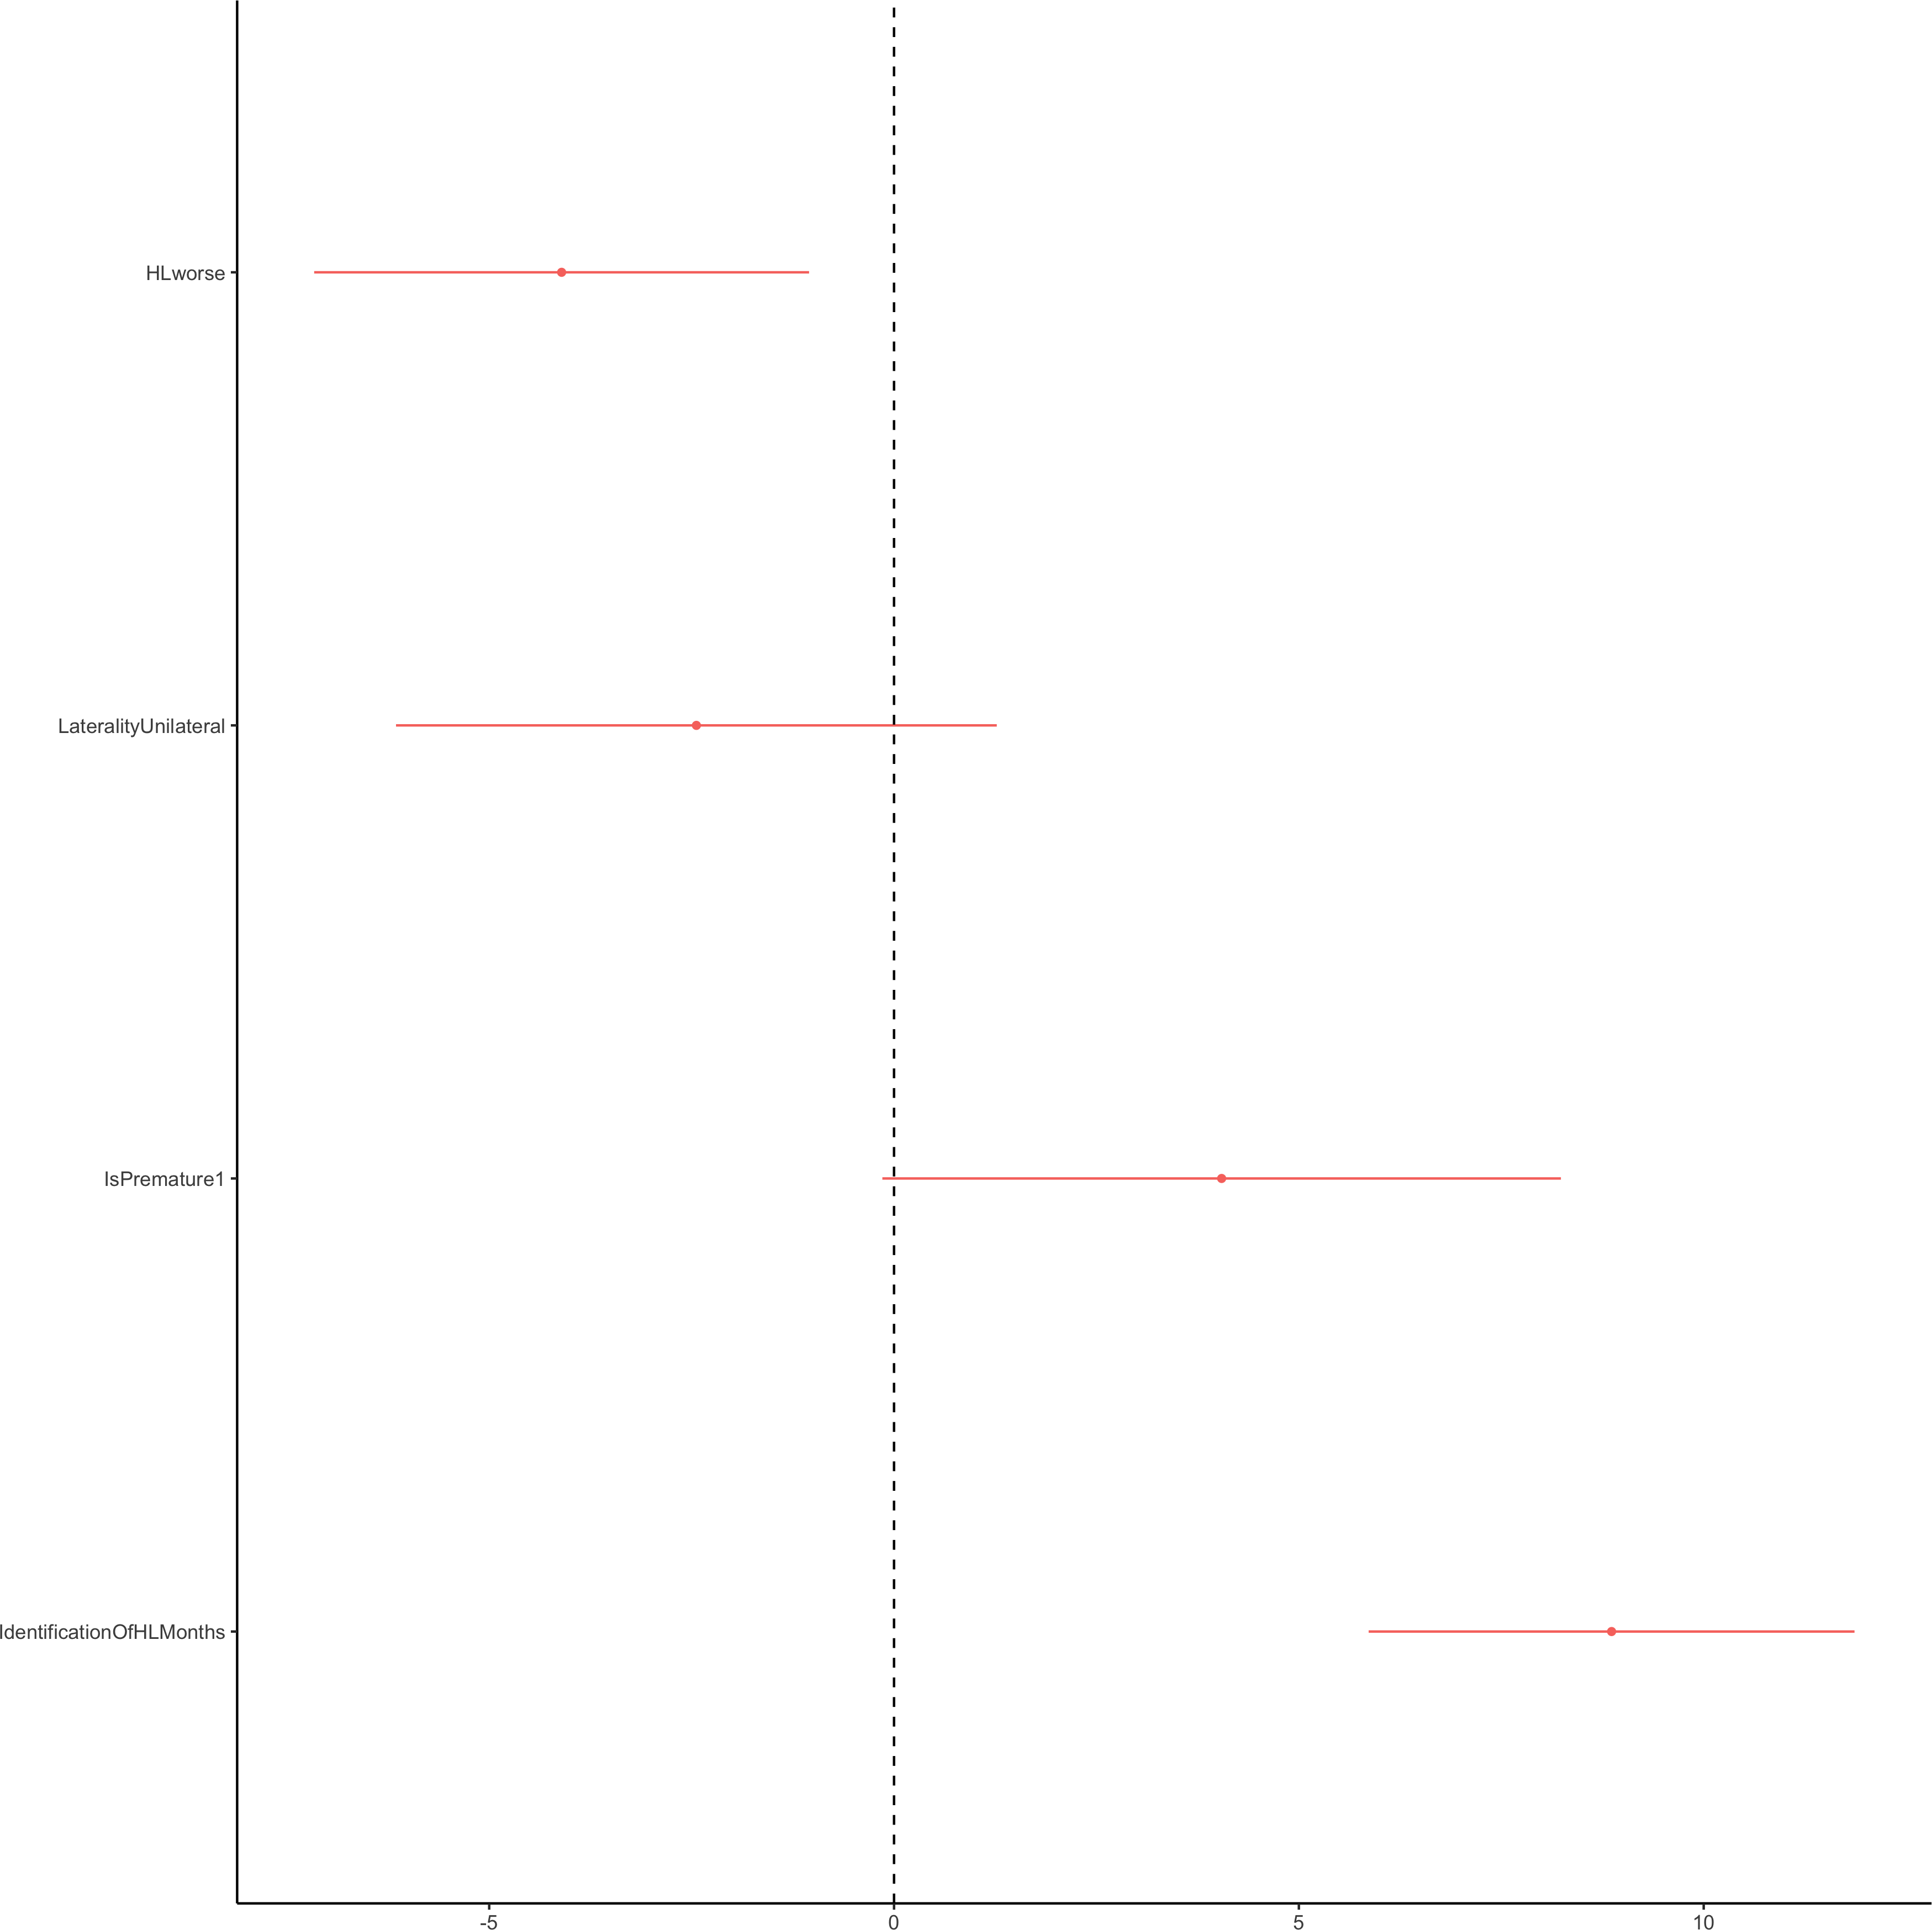 HLworse
LateralityUnilateral
IsPremature1
IdentificationOfHLMonths
-5 0 5 10